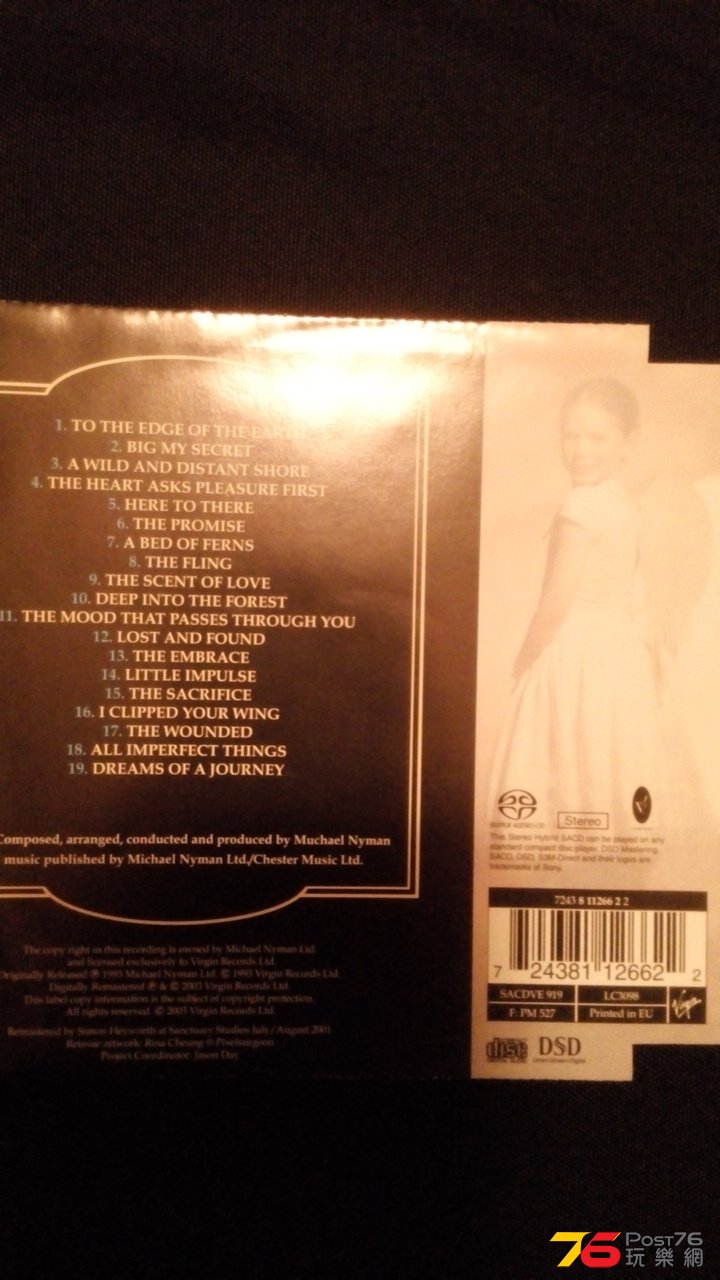 1. TO THE EDGE OF THE EARTH
2. BIG MY SECRET
3. A WILD AND DISTANT SHORE
4. THE HEART ASKS PLEASURE FIRST
5. HERE TO THERE
6. THE PROMISE
7. A BED OF FERNS
8. THE FLING
9. THE SCENT OF LOVE
10. DEEP INTO THE FOREST
11. THE MOOD THAT PASSES THROUGH YOU
12. LOST AND FOUND
13. THE EMBRACE
14. LITTLE IMPULSE
15. THE SACRIFICE
16. I CLIPPED YOUR WING
17. THE WOUNDED
18. ALL IMPERFECT THINGS
19. DREAMS OF A JOURNEY
Composed, arranged, conducted and produced by Muchael Nyman
music published by Michael Nyman Ltd./Chester Music Ltd.
The copy right in this recording is owned by Michael Nyman Ltd.
and licensed exclusively to Virgin Records Ltd.
Originally Released ℗ 1993 Michael Nyman Ltd. © 1993 Virgin Records Ltd
Digitally Remastered ℗ & © 2003 Virgin Records Ltd.
This label copy information is the subject of copyright protection.
All rights reserved. © 2003 Virgin Records Ltd.
Remastered by Simon Heyworth at Sanctuary Studios July / August 2001
Reissue artwork: Rina Cheung @ Pixelsurgeon
Project Coordinator: Jason Day
SUPER AUDIO CD
Stereo
This Stereo Hybrid SACD can be played on any
standard compact disc player. DSD Mastering,
SACD, DSD, S3M-Direct and their logos are
trademarks of Sony.
7243 8 11266 2 2
7 24381 12662 2
SACDVE 919
LC3098
F: PM 527
Printed in EU
Virgin
disc
DSD
Direct Stream Digital
76 Post76
玩樂網